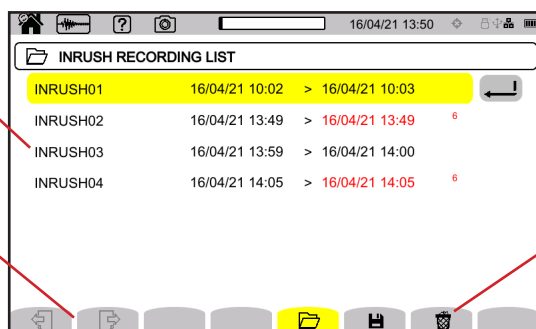 ? 16/04/21 13:50
INRUSH RECORDING LIST
INRUSH01 16/04/21 10:02 > 16/04/21 10:03
INRUSH02 13/04/21 13:49 > 16/04/21 13:49 6
INRUSH03 16/04/21 13:59 > 16/04/21 14:00
INRUSH04 16/04/21 14:05 > 16/04/21 14:05 6